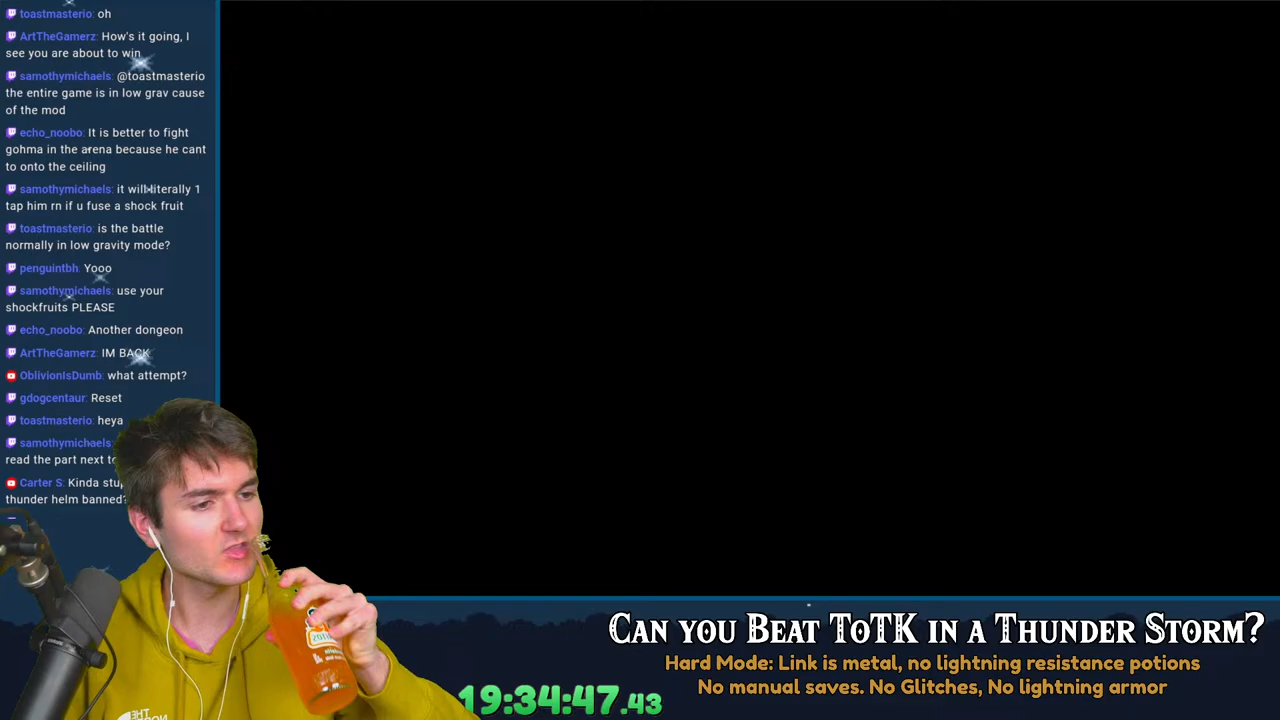 toastmasterio: oh
ArtTheGamerz: How's it going, I
see you are about to win
samothymichaels: @toastmasterio
the entire game is in low grav cause
of the mod
echo_noobo: It is better to fight
gohma in the arena because he cant
to onto the ceiling
samothymichaels: it will literally 1
tap him rn if u fuse a shock fruit
toastmasterio: is the battle
normally in low gravity mode?
penguintbh: Yooo
samothymichaels: use your
shockfruits PLEASE
echo_noobo: Another dongeon
ArtTheGamerz: IM BACK
OblivionIsDumb: what attempt?
gdogcentaur: Reset
toastmasterio: heya
samothymichaels:
read the part next
Carter S: Kinda
thunder helm banned?
Can you Beat TotK in a Thunder Storm?
Hard Mode: Link is metal, no lightning resistance potions
No manual saves. No Glitches, No lightning armor
19:34:47.43